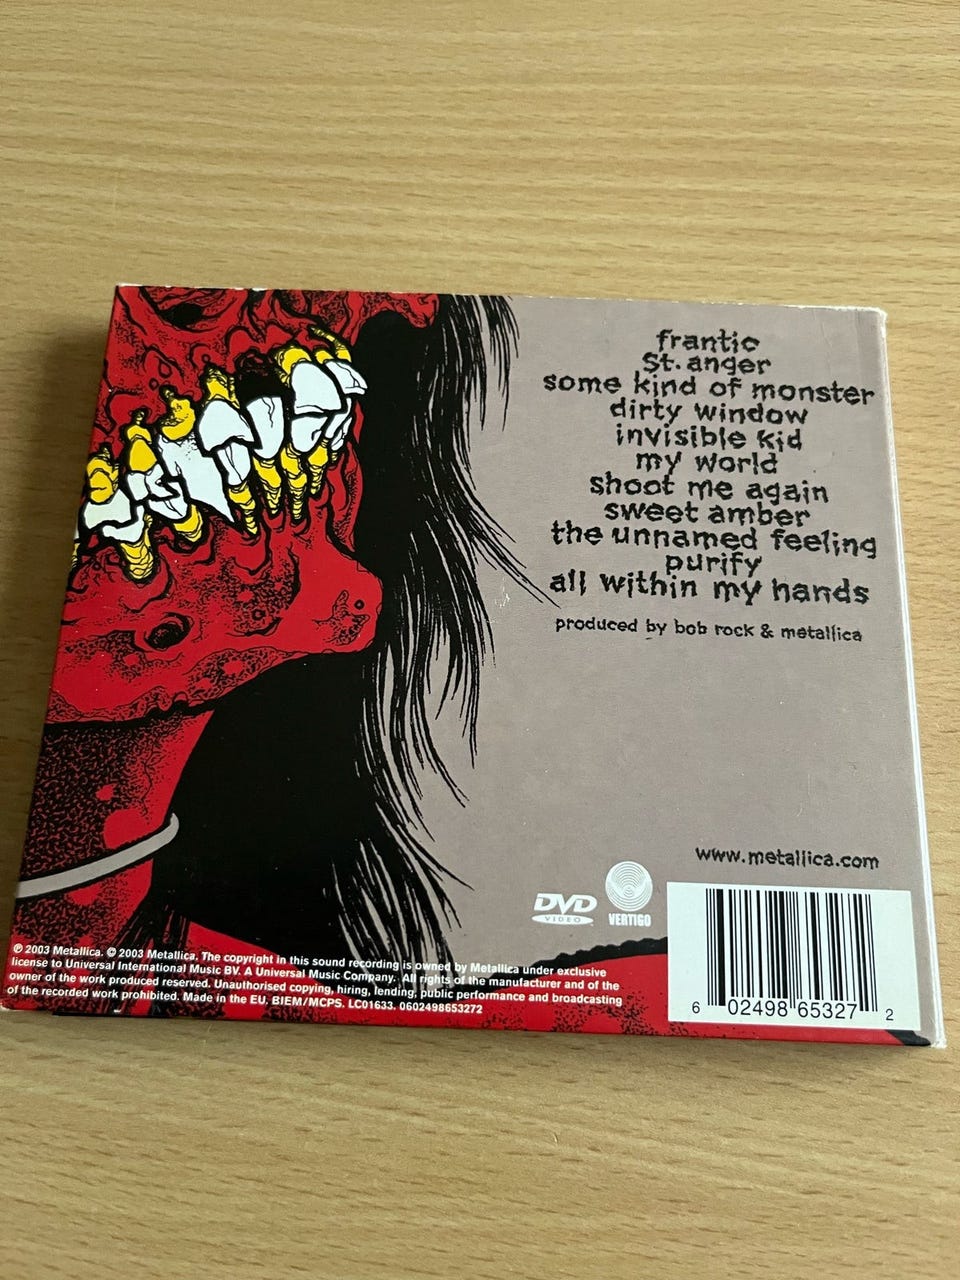 frantic
St. anger
some kind of monster
dirty window
invisible kid
my world
shoot me again
sweet amber
the unnamed feeling
purify
all within my hands
produced by bob rock & metallica
www.metallica.com
DVD
VIDEO
VERTIGO
℗ 2003 Metallica. © 2003 Metallica. The copyright in this sound recording is owned by Metallica under exclusive
license to Universal International Music BV. A Universal Music Company. All rights of the manufacturer and of the
owner of the work produced reserved. Unauthorised copying, hiring, lending, public performance and broadcasting
of the recorded work prohibited. Made in the EU. BIEM/MCPS. LC01633. 0602498653272
6 02498 65327 2